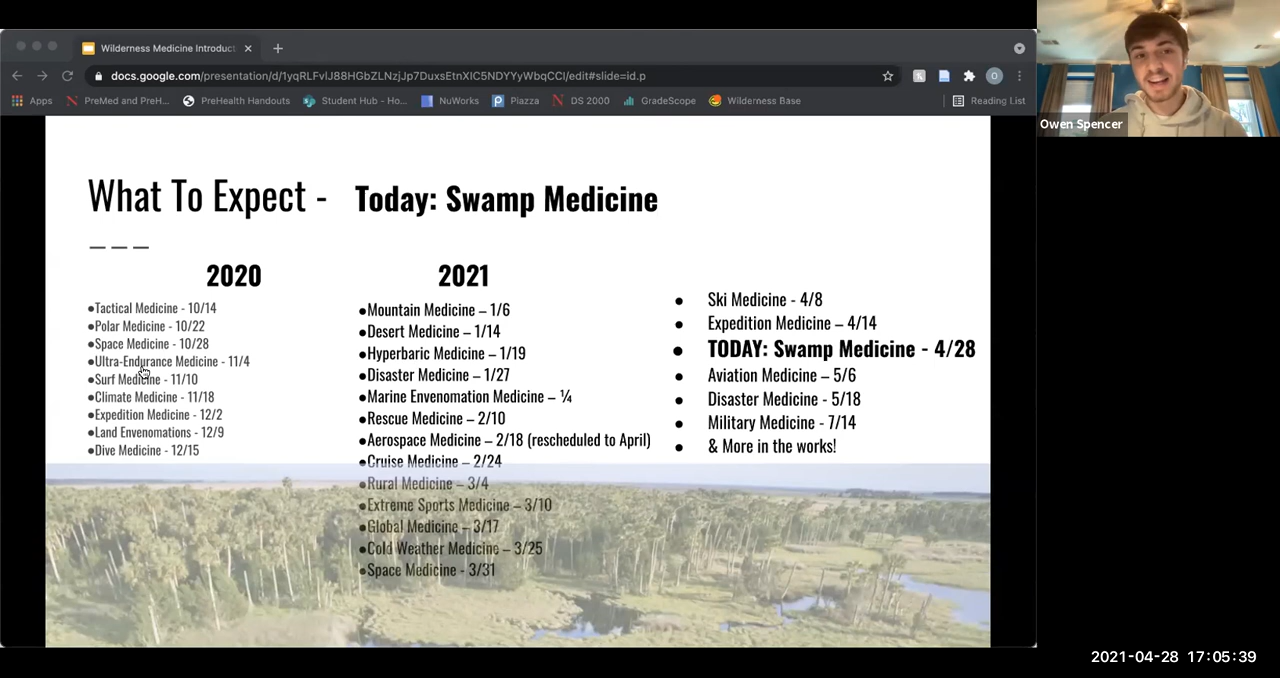 Wilderness Medicine Introduct
docs.google.com/presentation/d/1yqRLFvlJ88HGbZLNzjJp7DuxsEtnXIC5NDYYyWbqCCI/edit#slide=id.p
Apps PreMed and PreH... PreHealth Handouts Student Hub - Ho... NuWorks Piazza DS 2000 GradeScope Wilderness Base Reading List
Owen Spencer
What To Expect - Today: Swamp Medicine
2020
●Tactical Medicine - 10/14
●Polar Medicine - 10/22
●Space Medicine - 10/28
●Ultra-Endurance Medicine - 11/4
●Surf Medicine - 11/10
●Climate Medicine - 11/18
●Expedition Medicine - 12/2
●Land Envenomations - 12/9
●Dive Medicine - 12/15
2021
●Mountain Medicine – 1/6
●Desert Medicine – 1/14
●Hyperbaric Medicine – 1/19
●Disaster Medicine – 1/27
●Marine Envenomation Medicine – ¼
●Rescue Medicine – 2/10
●Aerospace Medicine – 2/18 (rescheduled to April)
●Cruise Medicine – 2/24
●Rural Medicine – 3/4
●Extreme Sports Medicine – 3/10
●Global Medicine – 3/17
●Cold Weather Medicine – 3/25
●Space Medicine - 3/31
● Ski Medicine - 4/8
● Expedition Medicine – 4/14
● TODAY: Swamp Medicine - 4/28
● Aviation Medicine – 5/6
● Disaster Medicine - 5/18
● Military Medicine - 7/14
● & More in the works!
2021-04-28 17:05:39